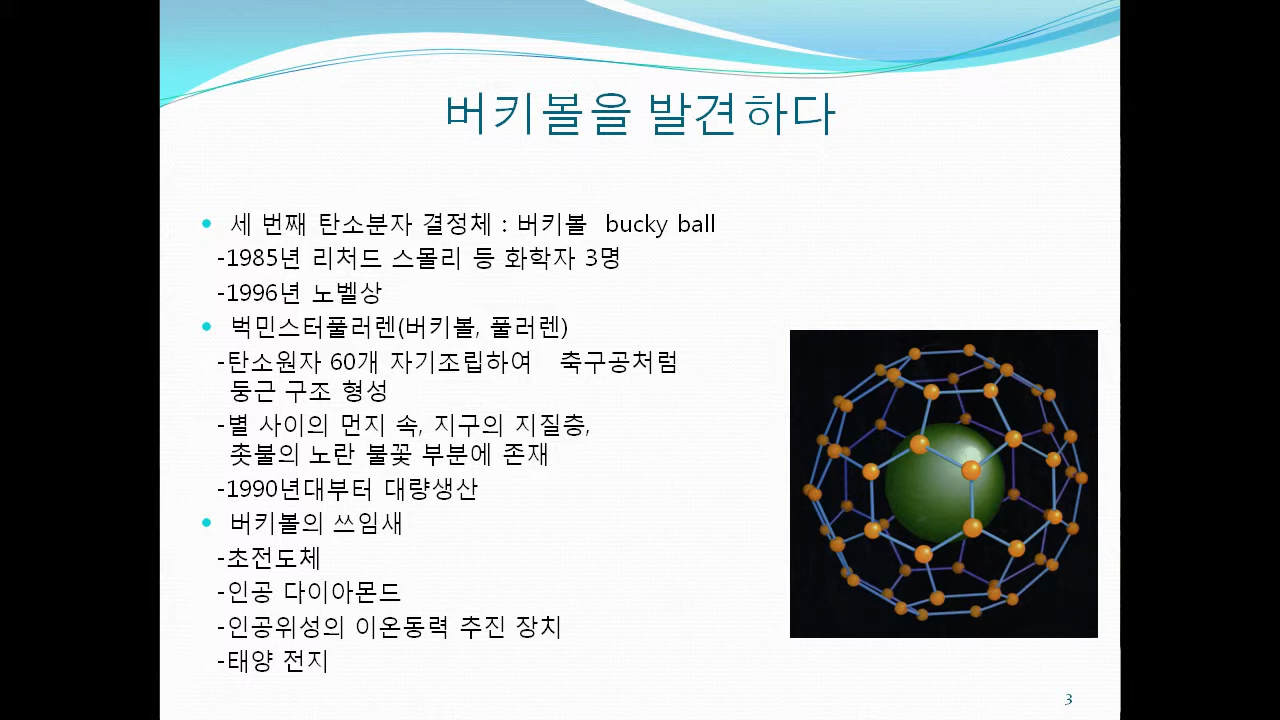 버키볼을 발견하다
세 번째 탄소분자 결정체 : 버키볼 bucky ball
-1985년 리처드 스몰리 등 화학자 3명
-1996년 노벨상
벅민스터풀러렌(버키볼, 풀러렌)
-탄소원자 60개 자기조립하여 축구공처럼
둥근 구조 형성
-별 사이의 먼지 속, 지구의 지질층,
촛불의 노란 불꽃 부분에 존재
-1990년대부터 대량생산
버키볼의 쓰임새
-초전도체
-인공 다이아몬드
-인공위성의 이온동력 추진 장치
-태양 전지
3